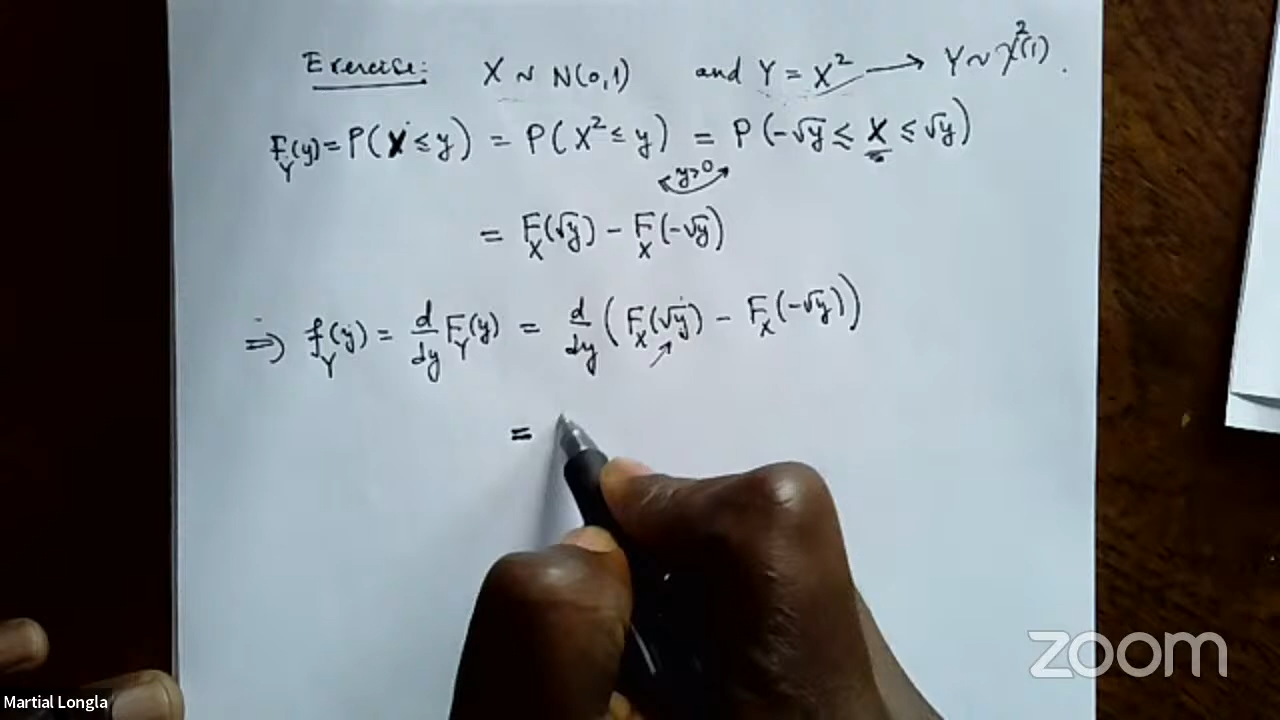 Exercise: X ~ N(0,1) and Y = X² → Y ~ χ²(1).
F_Y(y) = P(X ≤ y) = P(X² ≤ y) = P(-√y ≤ X ≤ √y)
y>0
= F_X(√y) - F_X(-√y)
⇒ f_Y(y) = d/dy F_Y(y) = d/dy (F_X(√y) - F_X(-√y))
=
zoom
Martial Longla